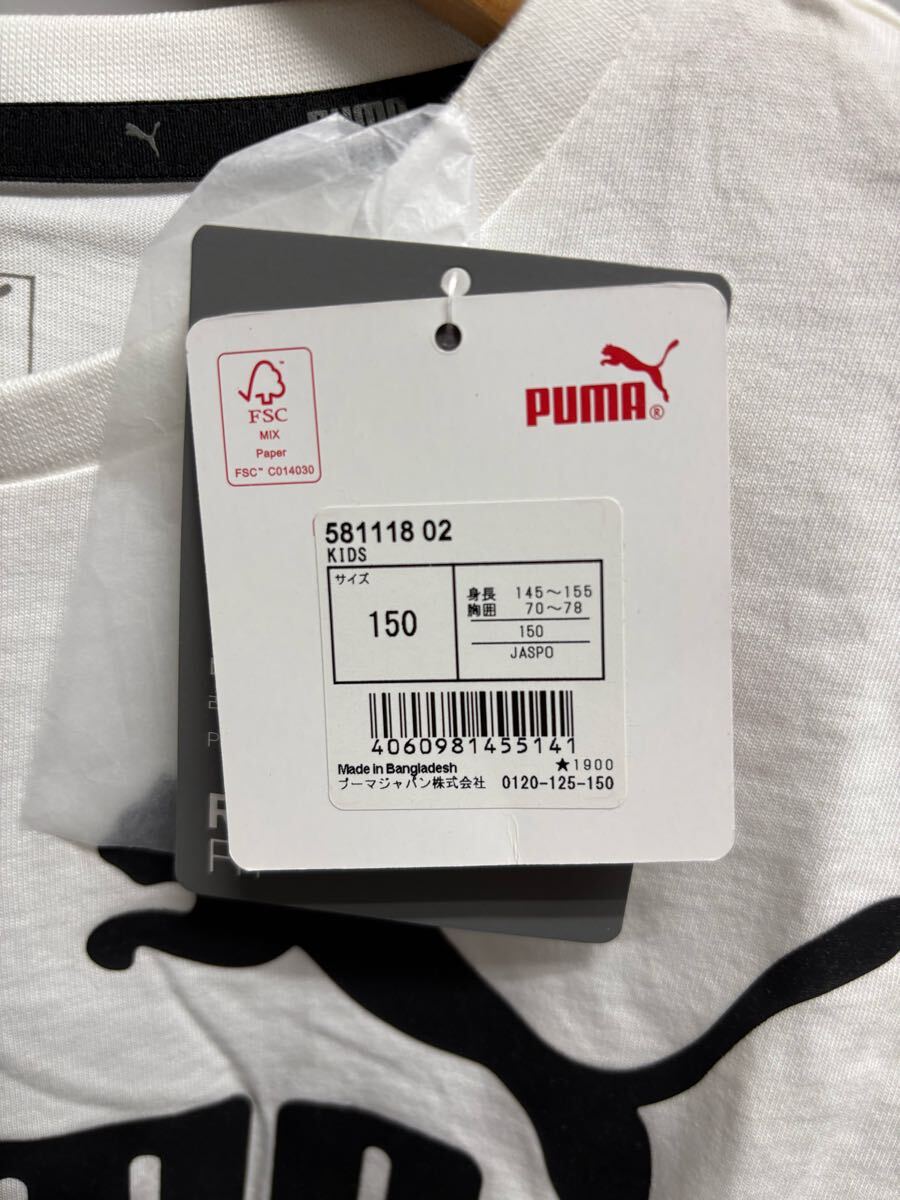 PUMA
FSC™
MIX
Paper
FSC™ C014030
PUMA®
581118 02
KIDS
サイズ
150
身長 145～155
胸囲 70～78
150
JASPO
4060981455141
★1900
Made in Bangladesh
プーマジャパン株式会社 0120-125-150